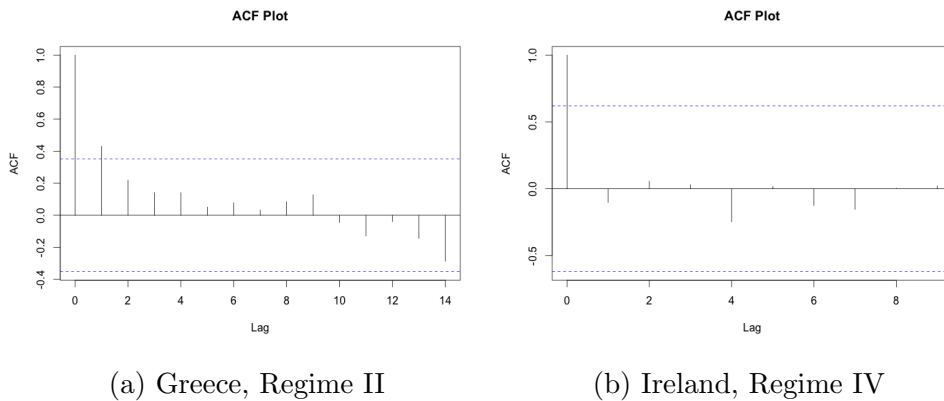 ACF Plot
ACF
1.0
0.8
0.6
0.4
0.2
0.0
-0.2
-0.4
0 2 4 6 8 10 12 14
Lag
(a) Greece, Regime II
ACF Plot
ACF
1.0
0.5
0.0
-0.5
0 2 4 6 8
Lag
(b) Ireland, Regime IV